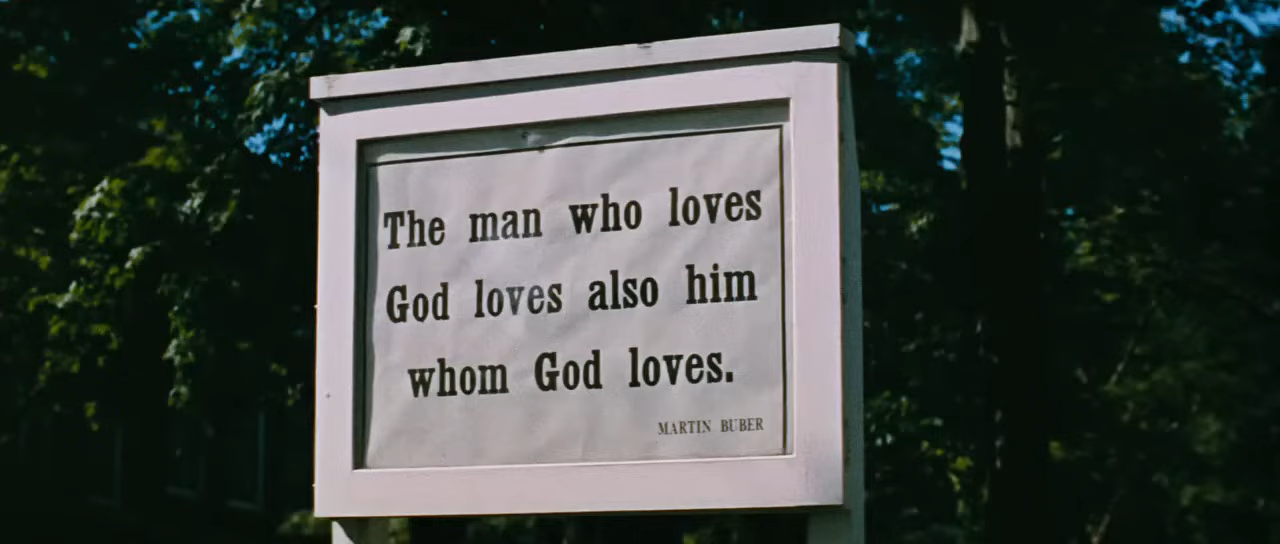 The man who loves
God loves also him
whom God loves.
MARTIN BUBER